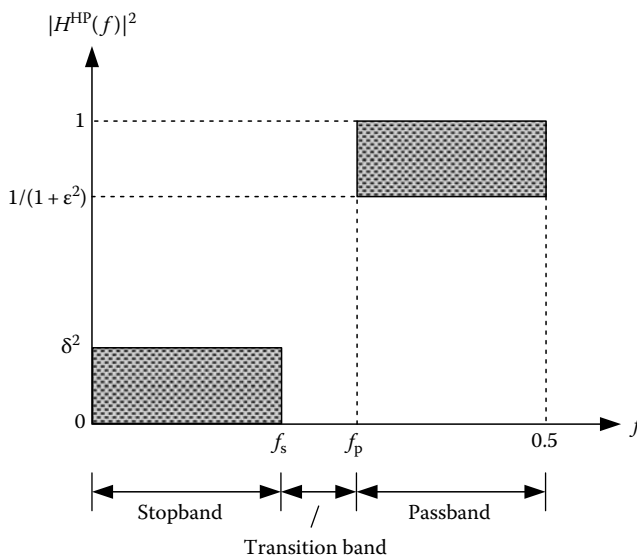 |H^HP(f)|²
1
1/(1 + ε²)
δ²
0
f_s
f_p
0.5
f
Stopband
/
Passband
Transition band